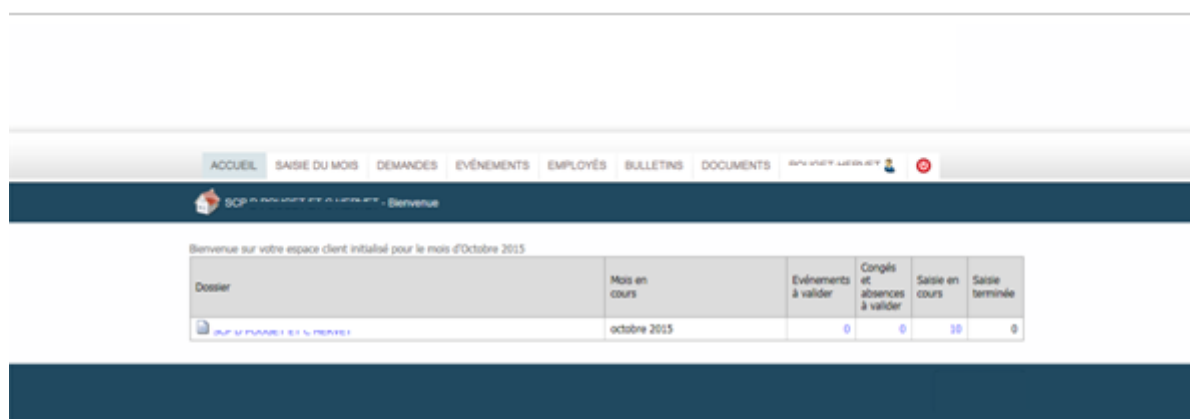 ACCUEIL SAISIE DU MOIS DEMANDES EVÉNEMENTS EMPLOYÉS BULLETINS DOCUMENTS
SCP - Bienvenue
Bienvenue sur votre espace client initialisé pour le mois d'Octobre 2015
Dossier Mois en cours Evénements à valider Congés et absences à valider Saisie en cours Saisie terminée
octobre 2015 0 0 10 0